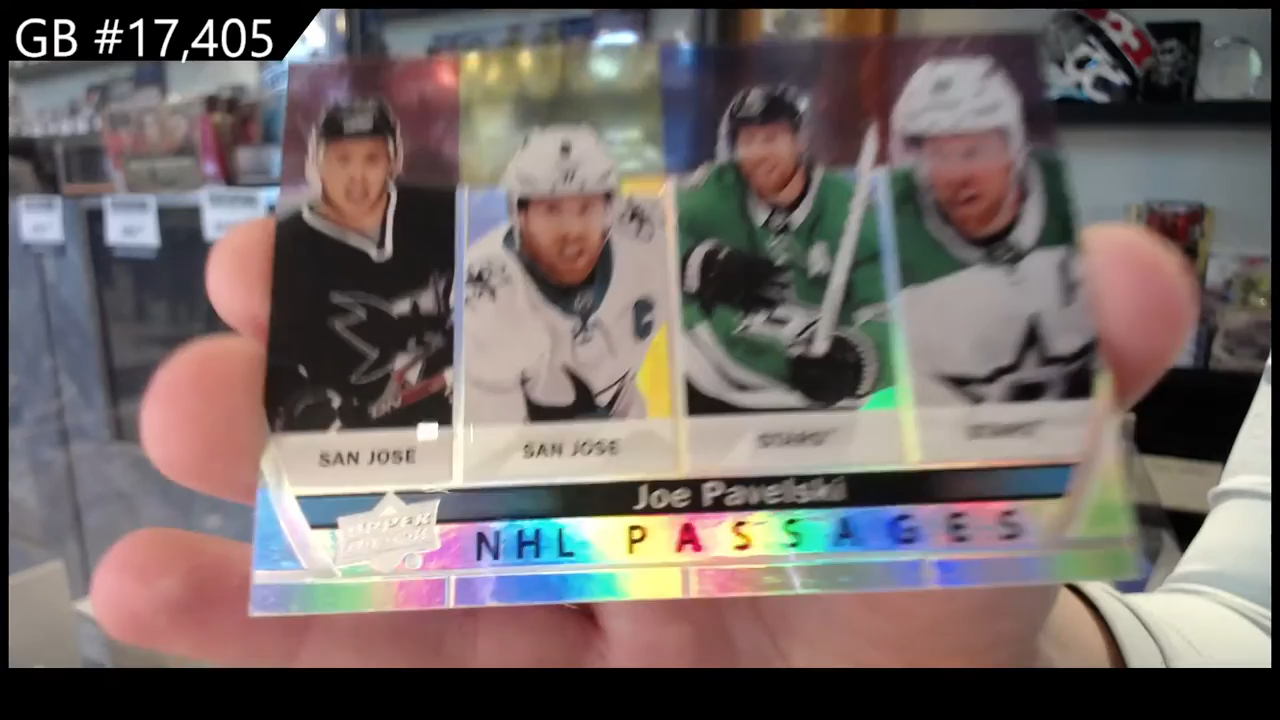 GB #17,405
SAN JOSE
SAN JOSE
STARS
STARS
Joe Pavelski
UPPER DECK
NHL PASSAGES